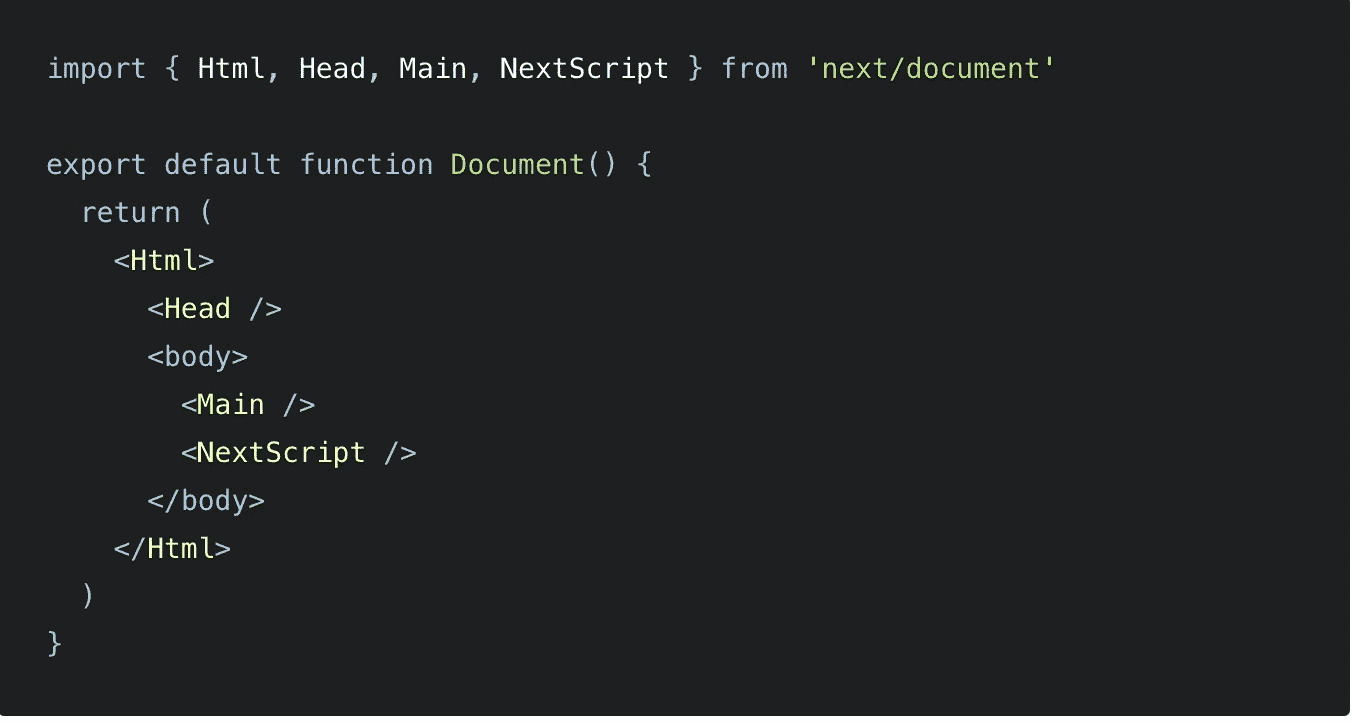 import { Html, Head, Main, NextScript } from 'next/document'

export default function Document() {
  return (
    <Html>
      <Head />
      <body>
        <Main />
        <NextScript />
      </body>
    </Html>
  )
}